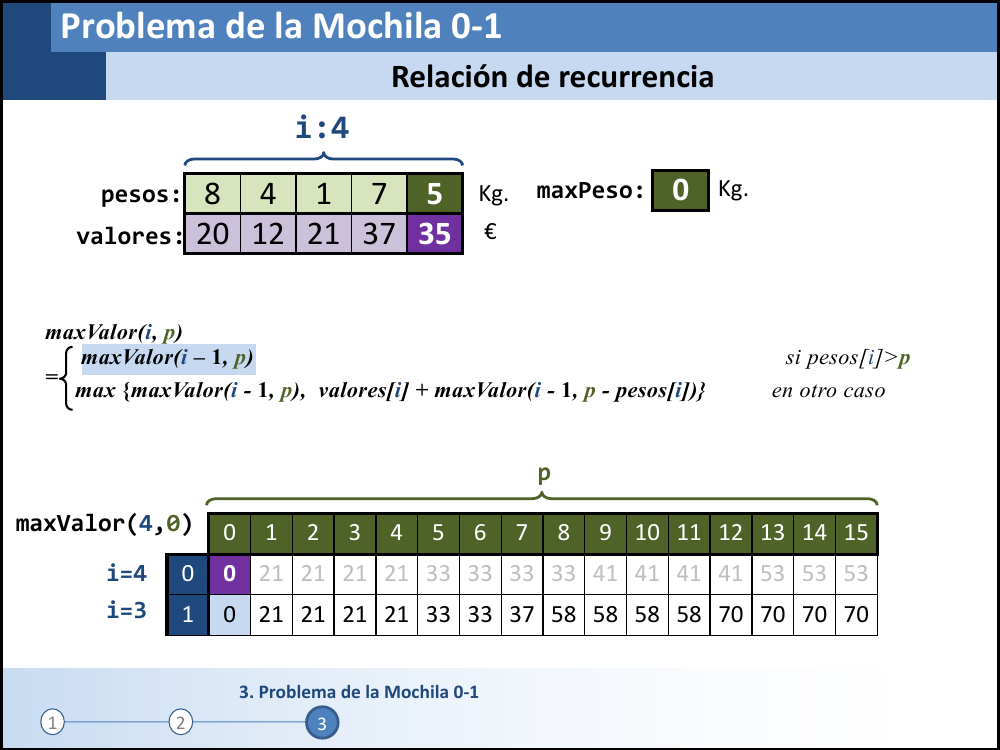 Problema de la Mochila 0-1
Relación de recurrencia
i:4
pesos: 8 4 1 7 5 Kg. maxPeso: 0 Kg.
valores: 20 12 21 37 35 €
maxValor(i, p)
= { maxValor(i – 1, p) si pesos[i]>p
max {maxValor(i - 1, p), valores[i] + maxValor(i - 1, p - pesos[i])} en otro caso
p
maxValor(4,0) 0 1 2 3 4 5 6 7 8 9 10 11 12 13 14 15
i=4 0 0 21 21 21 21 33 33 33 33 41 41 41 41 53 53 53
i=3 1 0 21 21 21 21 33 33 37 58 58 58 58 70 70 70 70
3. Problema de la Mochila 0-1
1 2 3